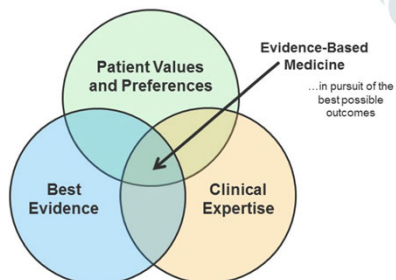 Patient Values
and Preferences
Evidence-Based
Medicine
…in pursuit of the
best possible
outcomes
Best
Evidence
Clinical
Expertise